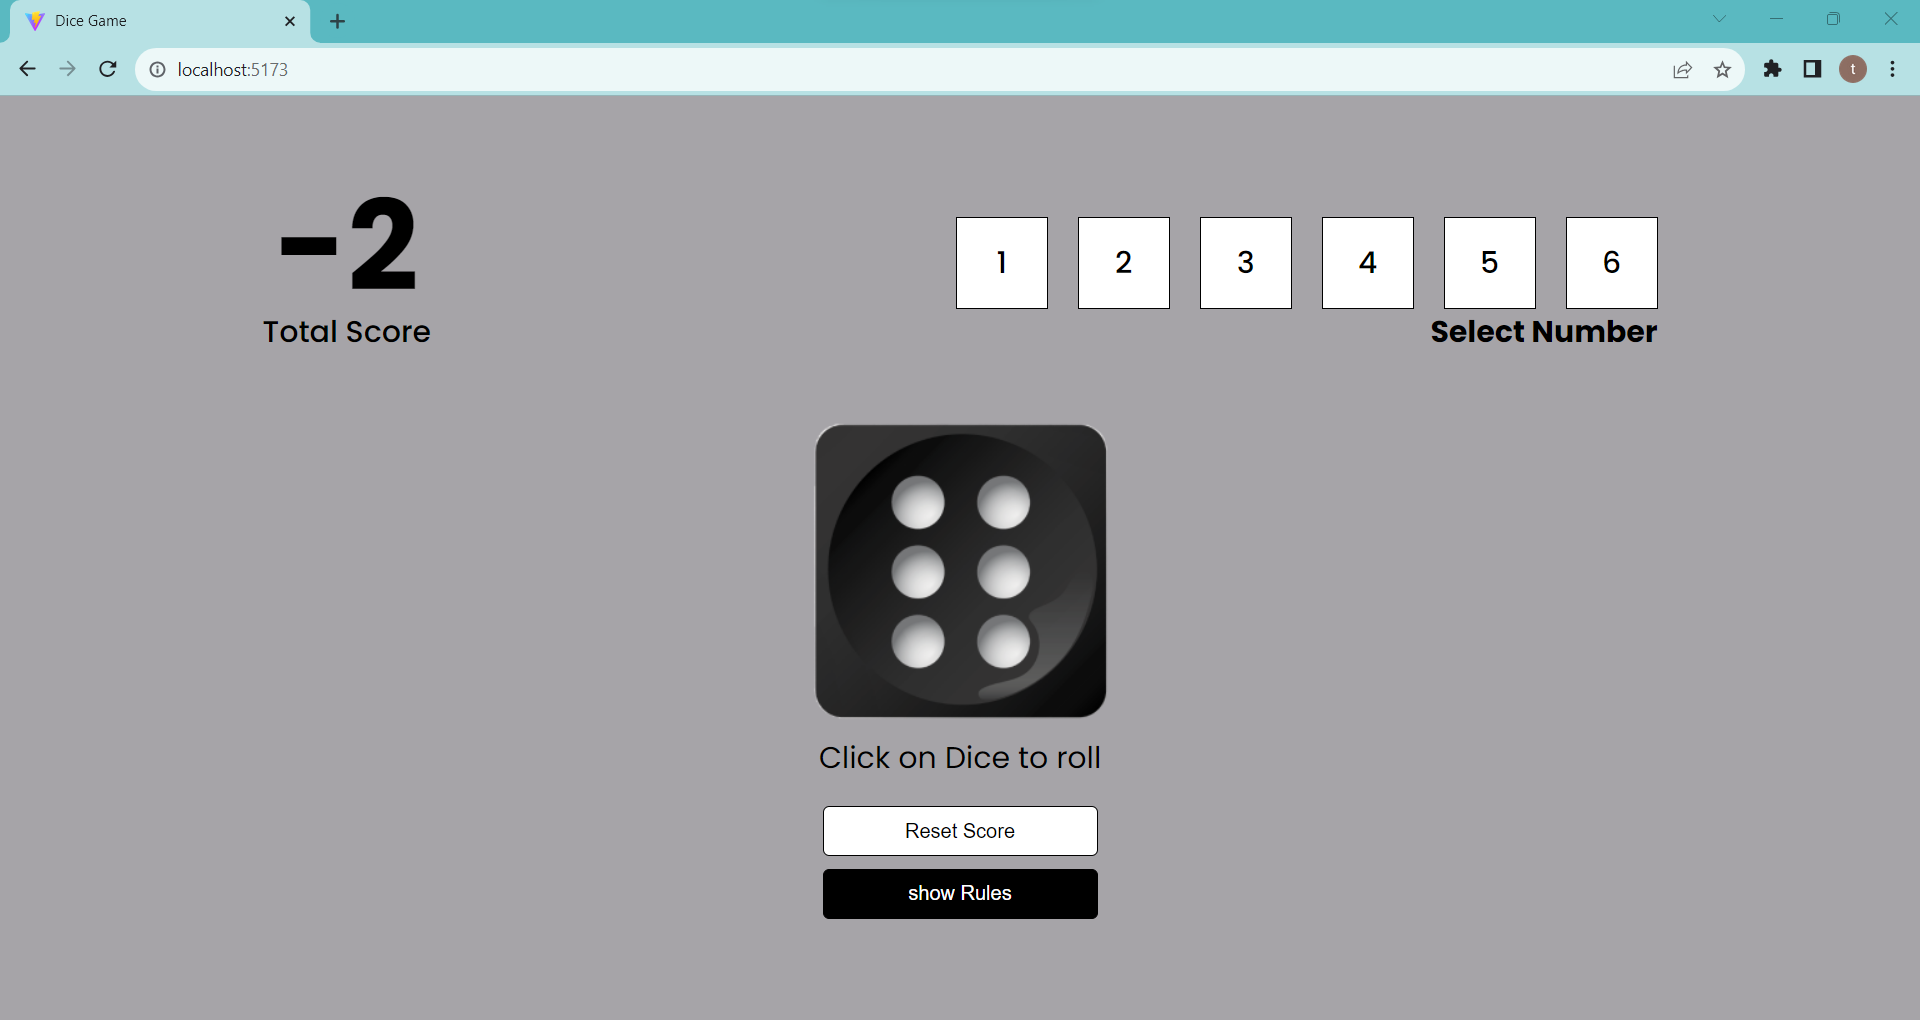 Dice Game
localhost:5173
t
-2
Total Score
1 2 3 4 5 6
Select Number
Click on Dice to roll
Reset Score
show Rules